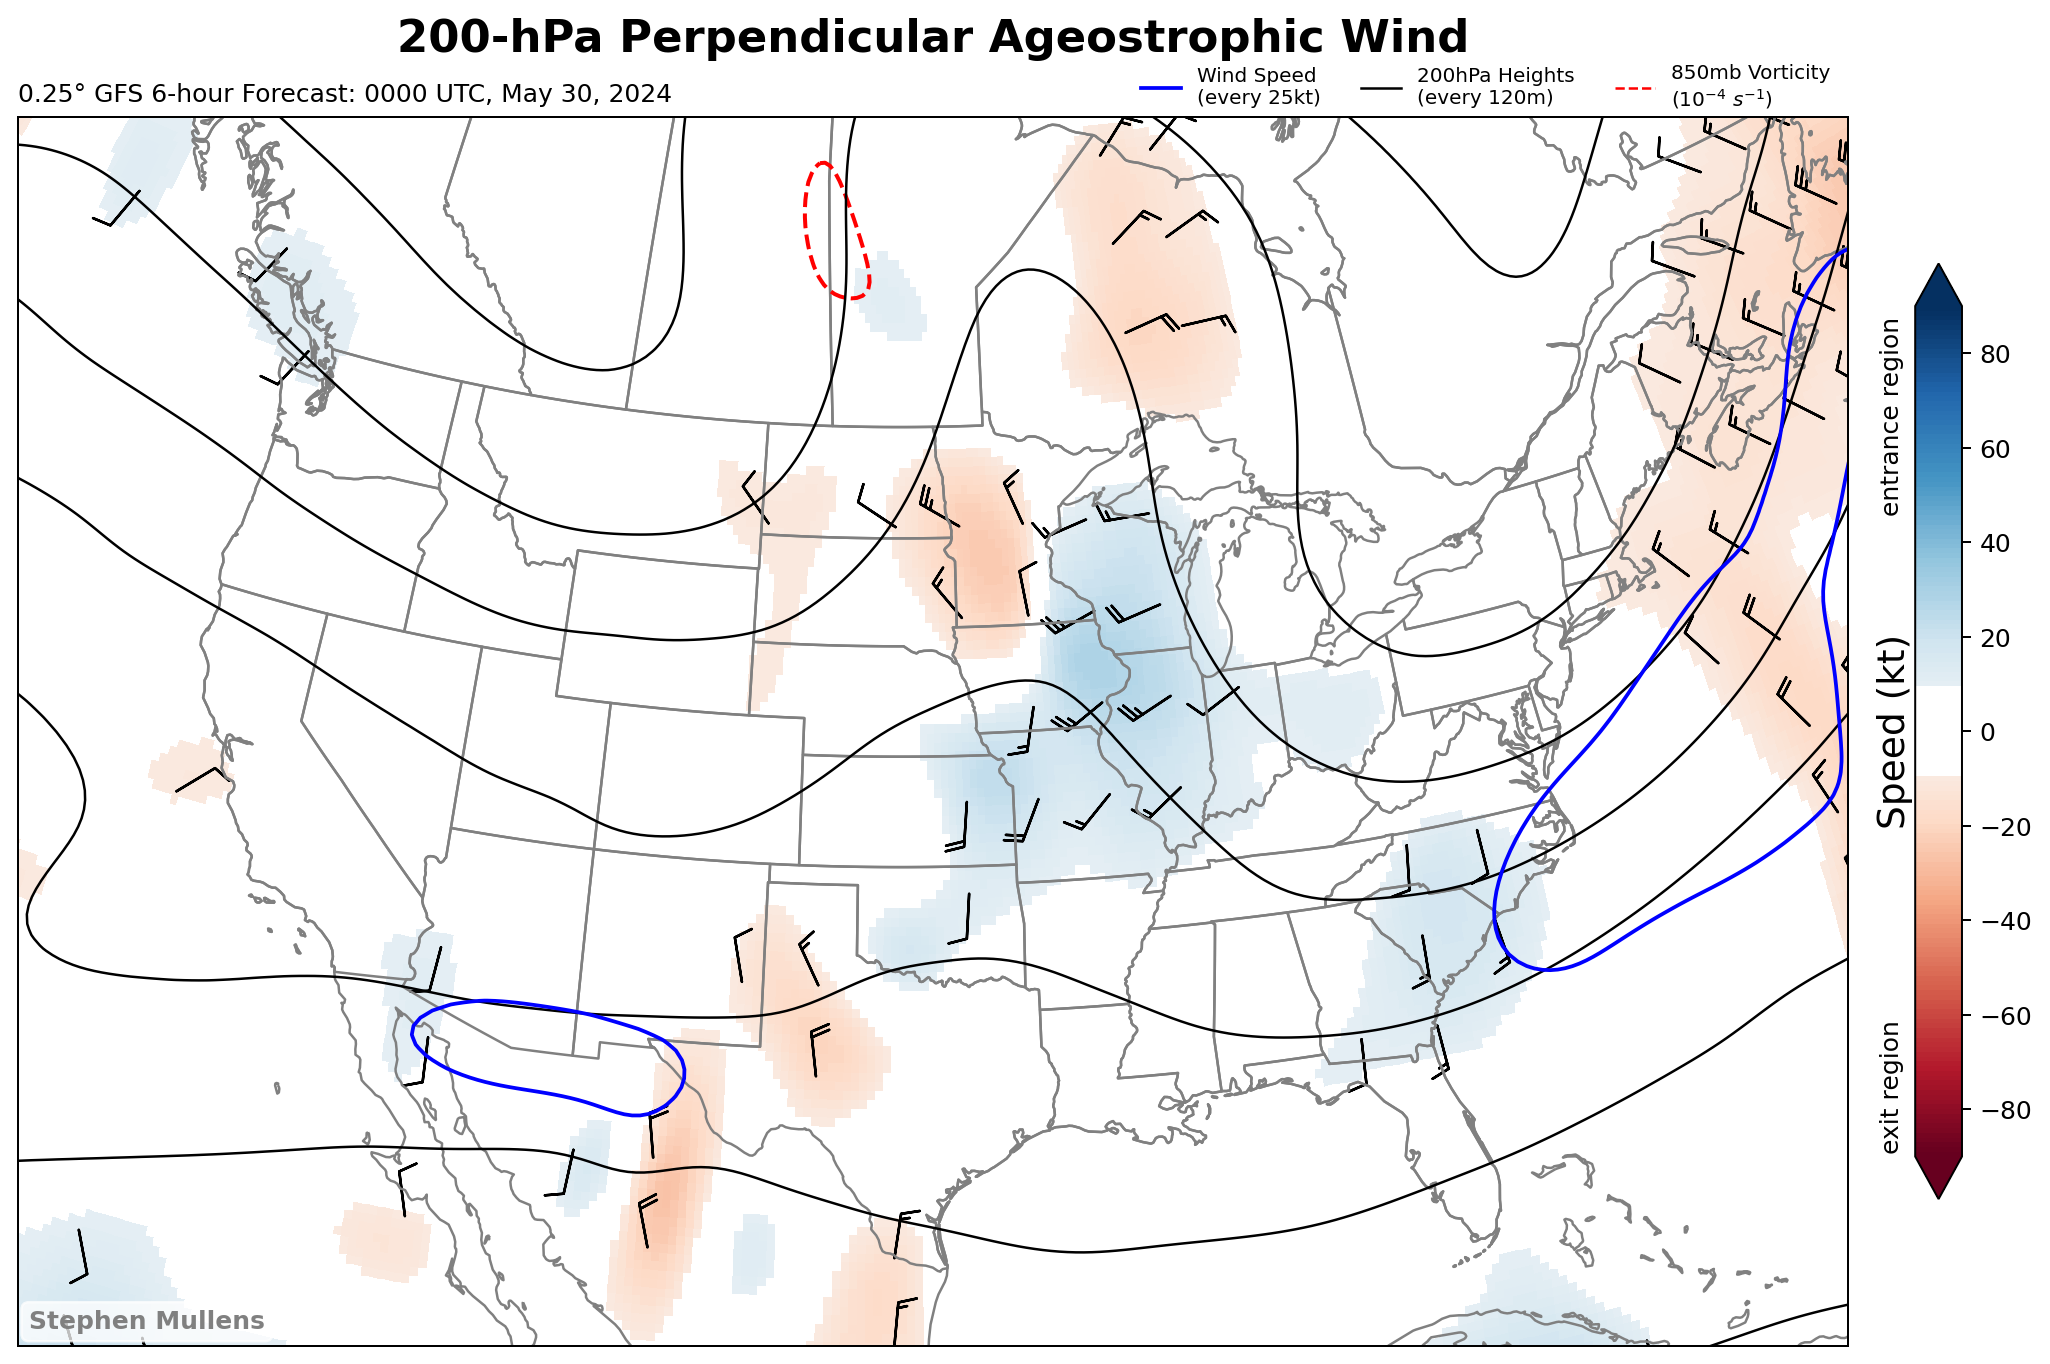 200-hPa Perpendicular Ageostrophic Wind
0.25° GFS 6-hour Forecast: 0000 UTC, May 30, 2024
Wind Speed
(every 25kt)
200hPa Heights
(every 120m)
850mb Vorticity
(10⁻⁴ s⁻¹)
entrance region
Speed (kt)
exit region
80
60
40
20
0
−20
−40
−60
−80
Stephen Mullens